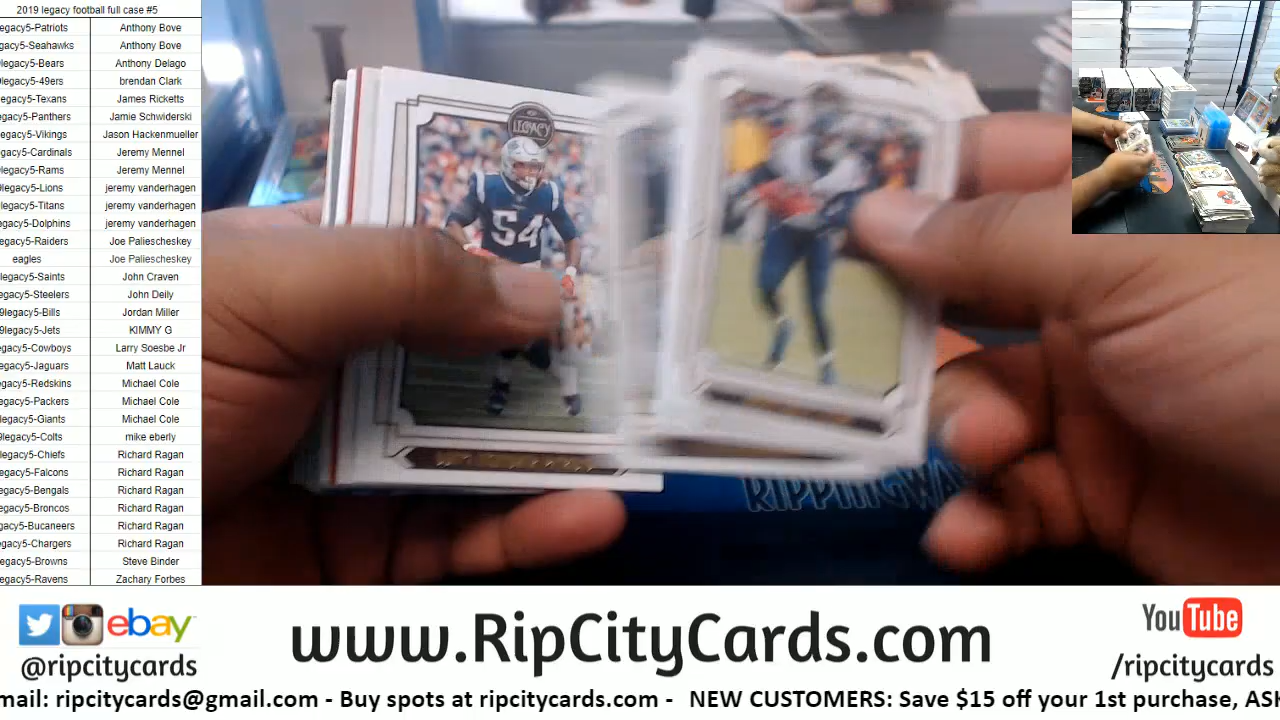 2019 legacy football full case #5
egacy5-Patriots Anthony Bove
egacy5-Seahawks Anthony Bove
legacy5-Bears Anthony Delago
9legacy5-49ers brendan Clark
egacy5-Texans James Ricketts
egacy5-Panthers Jamie Schwiderski
egacy5-Vikings Jason Hackenmueller
egacy5-Cardinals Jeremy Mennel
9legacy5-Rams Jeremy Mennel
9legacy5-Lions jeremy vanderhagen
legacy5-Titans jeremy vanderhagen
egacy5-Dolphins jeremy vanderhagen
egacy5-Raiders Joe Paliescheskey
eagles Joe Paliescheskey
legacy5-Saints John Craven
egacy5-Steelers John Deily
9legacy5-Bills Jordan Miller
9legacy5-Jets KIMMY G
egacy5-Cowboys Larry Soesbe Jr
egacy5-Jaguars Matt Lauck
egacy5-Redskins Michael Cole
egacy5-Packers Michael Cole
legacy5-Giants Michael Cole
9legacy5-Colts mike eberly
legacy5-Chiefs Richard Ragan
egacy5-Falcons Richard Ragan
egacy5-Bengals Richard Ragan
egacy5-Broncos Richard Ragan
gacy5-Bucaneers Richard Ragan
egacy5-Chargers Richard Ragan
egacy5-Browns Steve Binder
egacy5-Ravens Zachary Forbes
LEGACY
54
RIPPINGWA
ebay
@ripcitycards
www.RipCityCards.com
YouTube
/ripcitycards
mail: ripcitycards@gmail.com - Buy spots at ripcitycards.com - NEW CUSTOMERS: Save $15 off your 1st purchase, ASK